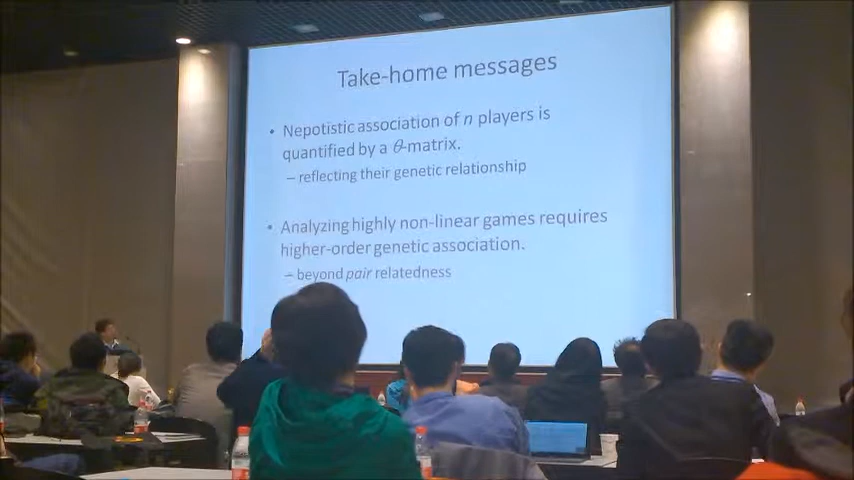 Take-home messages
• Nepotistic association of n players is
quantified by a θ-matrix.
– reflecting their genetic relationship
• Analyzing highly non-linear games requires
higher-order genetic association.
– beyond pair relatedness